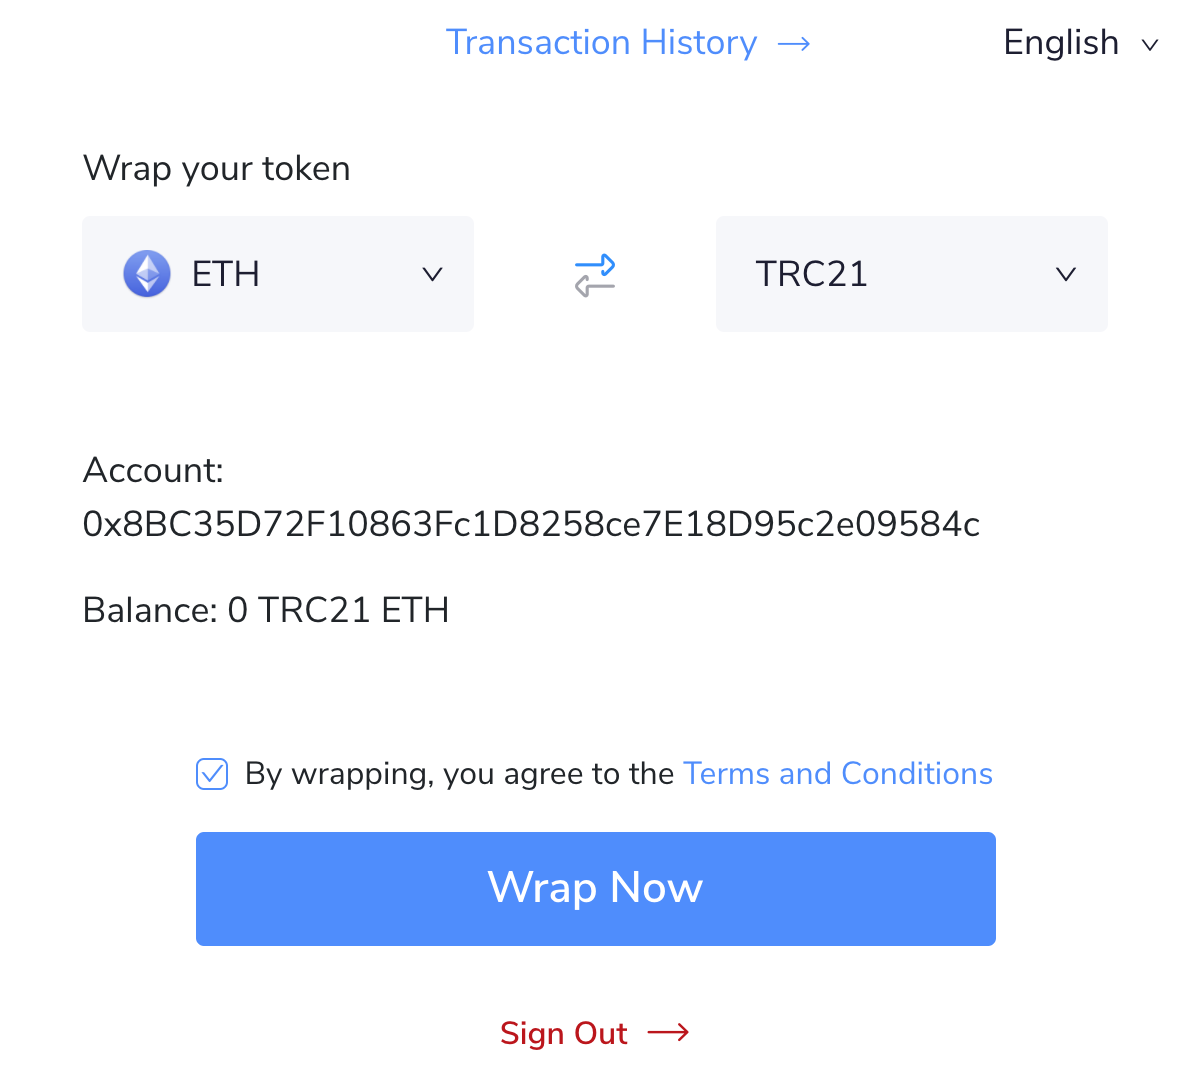 Transaction History
English
Wrap your token
ETH
TRC21
Account:
0x8BC35D72F10863Fc1D8258ce7E18D95c2e09584c
Balance: 0 TRC21 ETH
By wrapping, you agree to the Terms and Conditions
Wrap Now
Sign Out